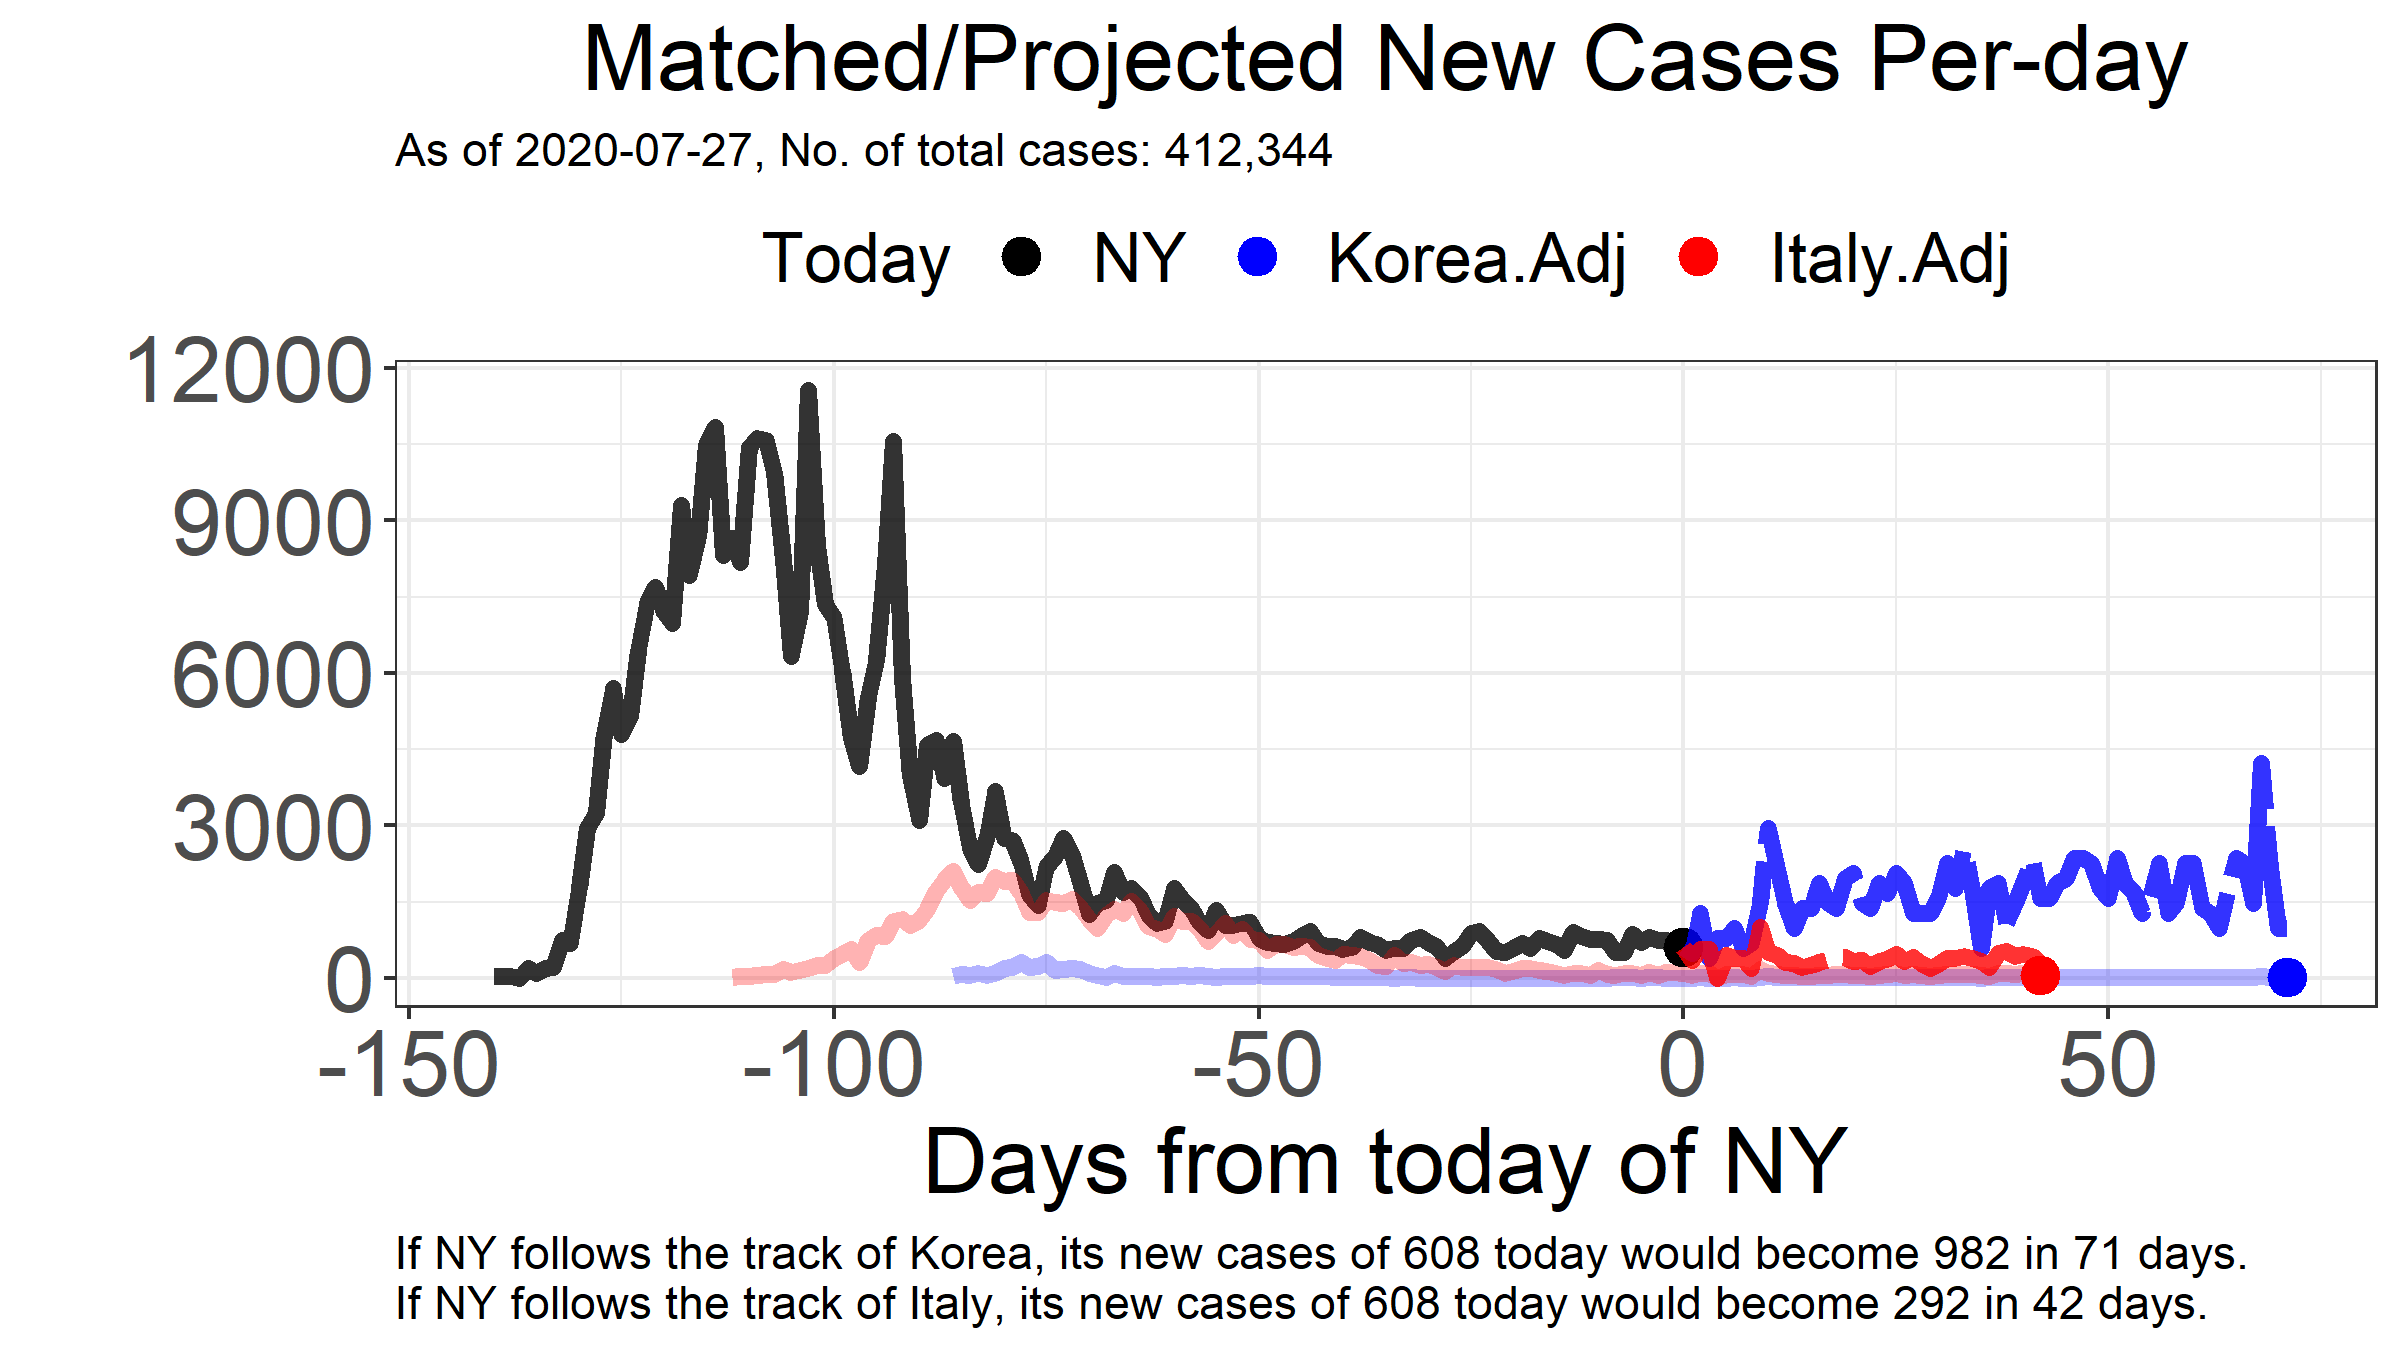 Matched/Projected New Cases Per-day
As of 2020-07-27, No. of total cases: 412,344
Today NY Korea.Adj Italy.Adj
12000
9000
6000
3000
0
-150 -100 -50 0 50
Days from today of NY
If NY follows the track of Korea, its new cases of 608 today would become 982 in 71 days.
If NY follows the track of Italy, its new cases of 608 today would become 292 in 42 days.